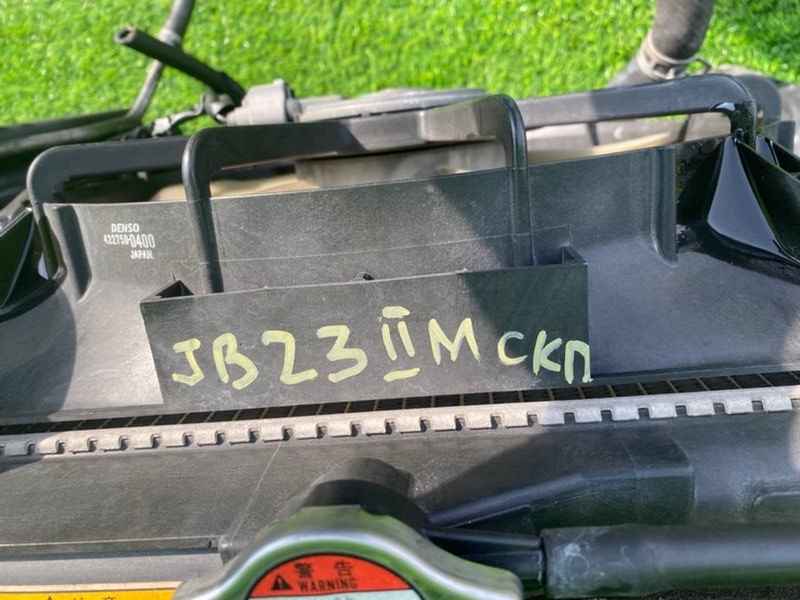 DENSO
422750-0400
JAPAN
JB23 II M СКП
警告
WARNING